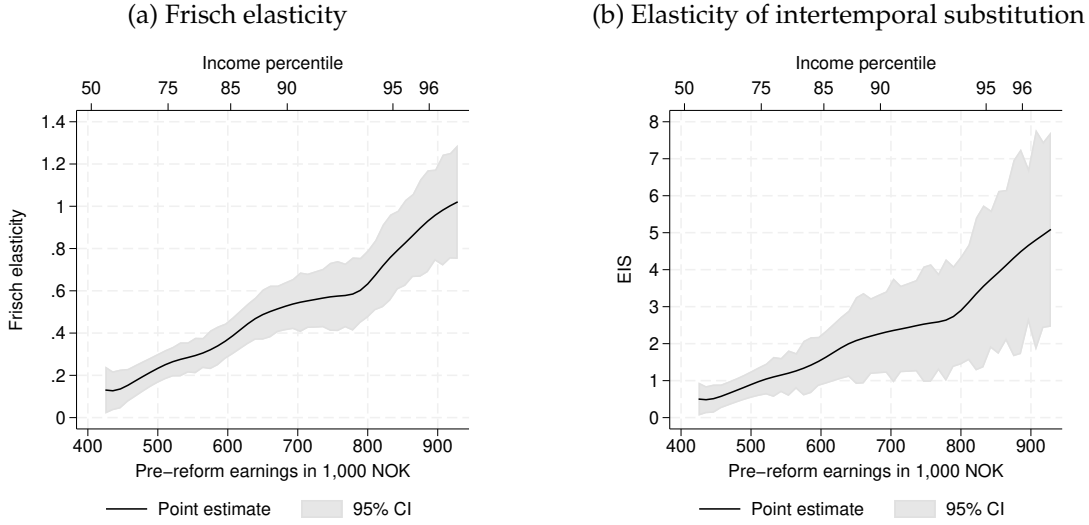 (a) Frisch elasticity
Income percentile
50 75 85 90 95 96
1.4
1.2
1
.8
.6
.4
.2
0
Frisch elasticity
400 500 600 700 800 900
Pre−reform earnings in 1,000 NOK
Point estimate 95% CI
(b) Elasticity of intertemporal substitution
Income percentile
50 75 85 90 95 96
8
7
6
5
4
3
2
1
0
EIS
400 500 600 700 800 900
Pre−reform earnings in 1,000 NOK
Point estimate 95% CI